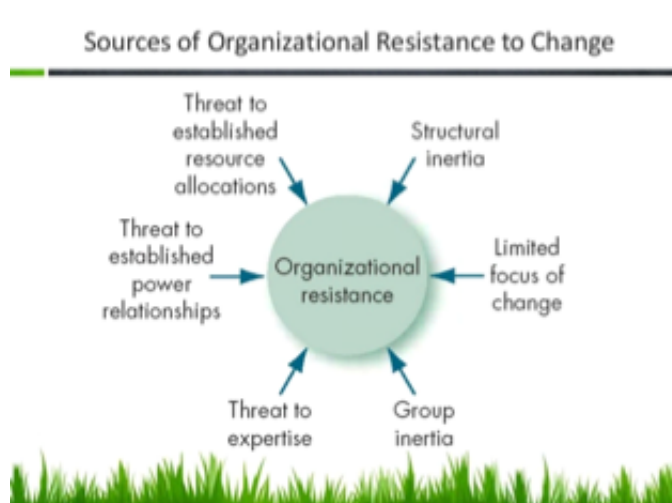 Sources of Organizational Resistance to Change
Threat to
established
resource
allocations
Structural
inertia
Threat to
established
power
relationships
Organizational
resistance
Limited
focus of
change
Threat to
expertise
Group
inertia